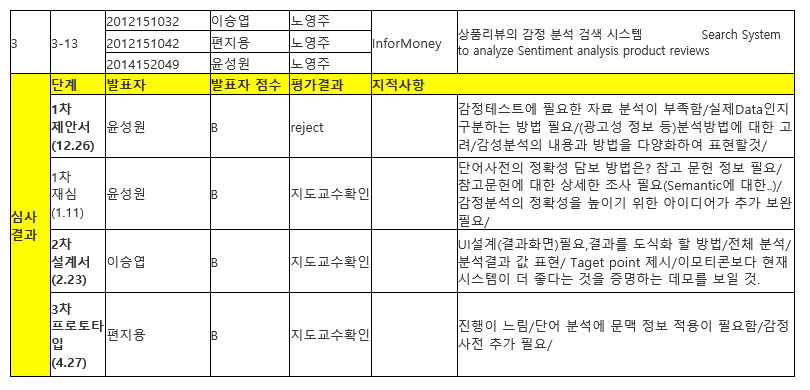 3 3-13 2012151032 이승엽 노영주 InforMoney 상품리뷰의 감정 분석 검색 시스템 Search System
2012151042 편지용 노영주 to analyze Sentiment analysis product reviews
2014152049 윤성원 노영주
단계 발표자 발표자 점수 평가결과 지적사항
심사
결과
1차
제안서
(12.26)
윤성원 B reject
감정테스트에 필요한 자료 분석이 부족함/실제Data인지
구분하는 방법 필요/(광고성 정보 등)분석방법에 대한 고
려/감성분석의 내용과 방법을 다양화하여 표현할것/
1차
재심
(1.11)
윤성원 B 지도교수확인
단어사전의 정확성 담보 방법은? 참고 문헌 정보 필요/
참고문헌에 대한 상세한 조사 필요(Semantic에 대한..)/
감정분석의 정확성을 높이기 위한 아이디어가 추가 보완
필요/
2차
설계서
(2.23)
이승엽 B 지도교수확인
UI설계(결과화면)필요,결과를 도식화 할 방법/전체 분석/
분석결과 값 표현/ Taget point 제시/이모티콘보다 현재
시스템이 더 좋다는 것을 증명하는 데모를 보일 것.
3차
프로토타
입
(4.27)
편지용 B 지도교수확인
진행이 느림/단어 분석에 문맥 정보 적용이 필요함/감정
사전 추가 필요/